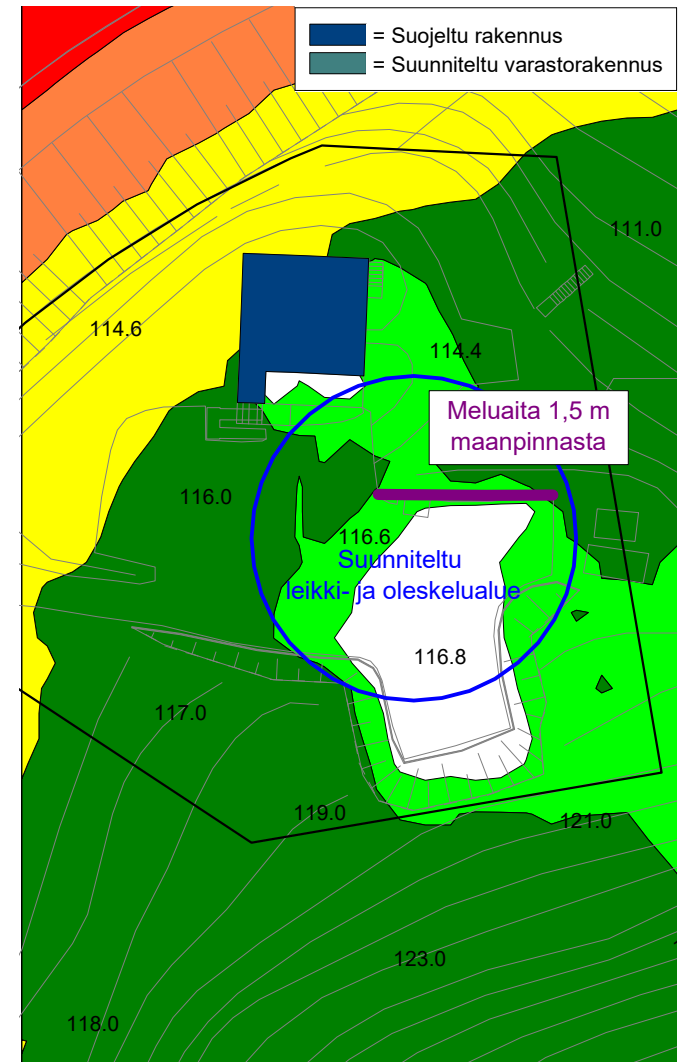 = Suojeltu rakennus
= Suunniteltu varastorakennus
111.0
114.6
114.4
Meluaita 1,5 m
maanpinnasta
116.0
116.6
Suunniteltu
leikki- ja oleskelualue
116.8
117.0
119.0
121.0
123.0
118.0